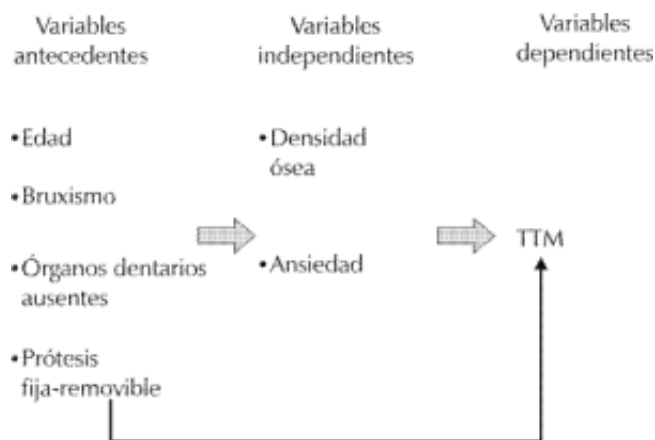 Variables
antecedentes
Variables
independientes
Variables
dependientes
•Edad
•Bruxismo
•Órganos dentarios
ausentes
•Prótesis
fija-removible
•Densidad
ósea
•Ansiedad
TTM